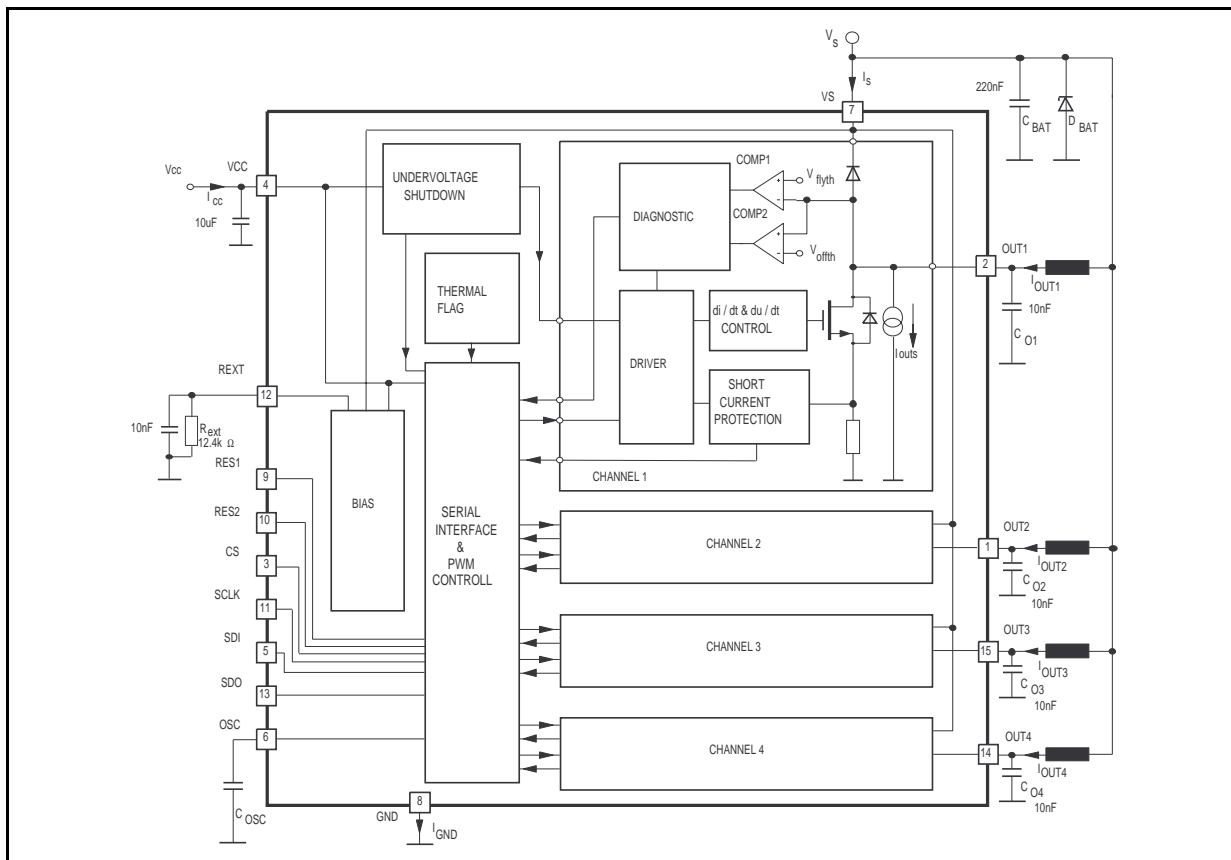 V S
I S
VS
7
220nF
C BAT
D BAT
Vcc
VCC
4
I cc
10uF
UNDERVOLTAGE
SHUTDOWN
THERMAL
FLAG
DIAGNOSTIC
COMP1
V flyth
+
-
COMP2
+
-
V offth
DRIVER
di / dt & du / dt
CONTROL
SHORT
CURRENT
PROTECTION
I outs
CHANNEL 1
OUT1
2
I OUT1
10nF
C O1
REXT
12
10nF
R ext
12.4k Ω
RES1
9
RES2
10
CS
3
SCLK
11
SDI
5
SDO
13
OSC
6
C OSC
BIAS
SERIAL
INTERFACE
&
PWM
CONTROLL
CHANNEL 2
OUT2
1
I OUT2
C O2
10nF
CHANNEL 3
OUT3
15
I OUT3
C O3
10nF
CHANNEL 4
OUT4
14
I OUT4
C O4
10nF
8
GND
I GND